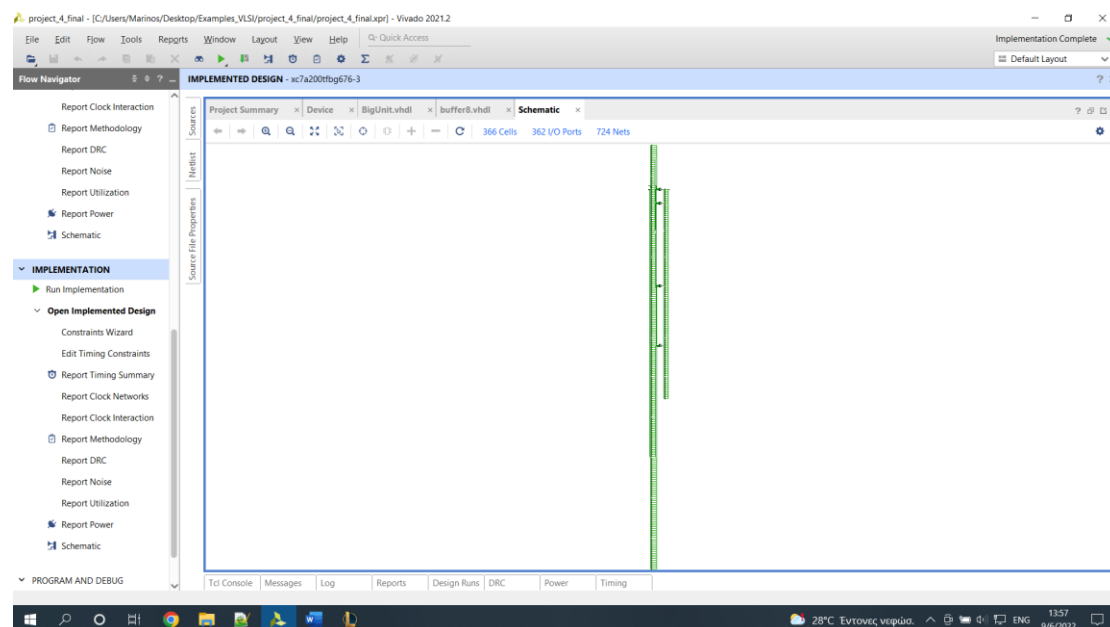 project_4_final - [C:/Users/Marinos/Desktop/Examples_VLSI/project_4_final/project_4_final.xpr] - Vivado 2021.2
File Edit Flow Tools Reports Window Layout View Help Quick Access
Implementation Complete
Default Layout
Flow Navigator
IMPLEMENTED DESIGN - xc7a200tfbg676-3
Report Clock Interaction
Report Methodology
Report DRC
Report Noise
Report Utilization
Report Power
Schematic
IMPLEMENTATION
Run Implementation
Open Implemented Design
Constraints Wizard
Edit Timing Constraints
Report Timing Summary
Report Clock Networks
Report Clock Interaction
Report Methodology
Report DRC
Report Noise
Report Utilization
Report Power
Schematic
PROGRAM AND DEBUG
Sources
Netlist
Source File Properties
Project Summary Device BigUnit.vhdl buffer8.vhdl Schematic
366 Cells 362 I/O Ports 724 Nets
Tcl Console Messages Log Reports Design Runs DRC Power Timing
28°C Έντονες νεφώσ. ENG
13:57
9/6/2022